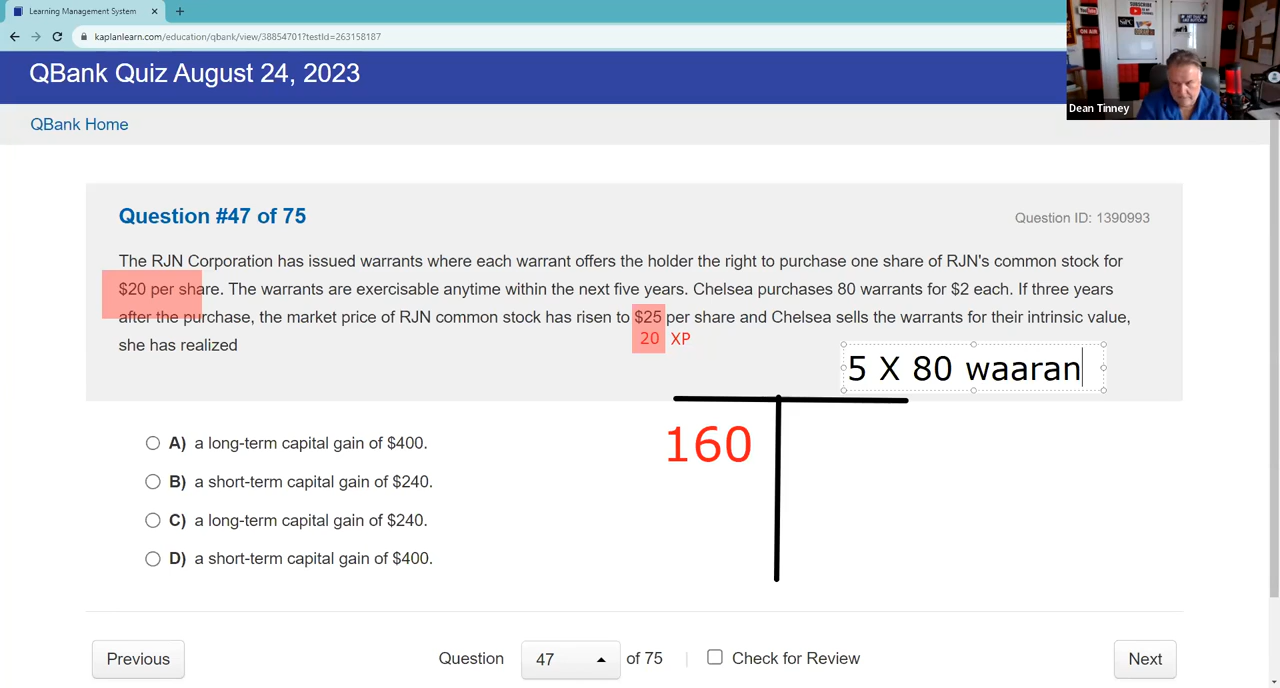 Learning Management System
kaplanlearn.com/education/qbank/view/38854701?testId=263158187
QBank Quiz August 24, 2023
SUBSCRIBE
SIPC
ON AIR
Dean Tinney
QBank Home
Question #47 of 75
Question ID: 1390993
The RJN Corporation has issued warrants where each warrant offers the holder the right to purchase one share of RJN's common stock for
$20 per share. The warrants are exercisable anytime within the next five years. Chelsea purchases 80 warrants for $2 each. If three years
after the purchase, the market price of RJN common stock has risen to $25 per share and Chelsea sells the warrants for their intrinsic value,
she has realized
20 XP
5 X 80 waaran
160
A) a long-term capital gain of $400.
B) a short-term capital gain of $240.
C) a long-term capital gain of $240.
D) a short-term capital gain of $400.
Previous
Question 47 of 75
Check for Review
Next